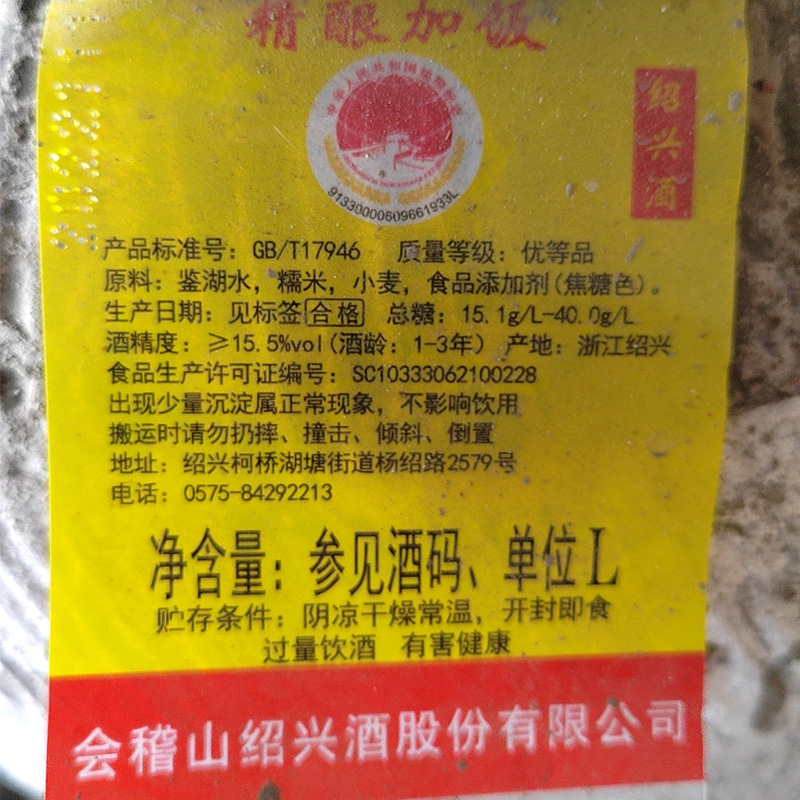 精酿加饭
绍兴酒
91330000609661933L
产品标准号：GB/T17946 质量等级：优等品
原料：鉴湖水，糯米，小麦，食品添加剂(焦糖色)。
生产日期：见标签合格 总糖：15.1g/L-40.0g/L
酒精度：≥15.5%vol(酒龄：1-3年) 产地：浙江绍兴
食品生产许可证编号：SC10333062100228
出现少量沉淀属正常现象，不影响饮用
搬运时请勿扔摔、撞击、倾斜、倒置
地址：绍兴柯桥湖塘街道杨绍路2579号
电话：0575-84292213
净含量：参见酒码、单位L
贮存条件：阴凉干燥常温，开封即食
过量饮酒 有害健康
会稽山绍兴酒股份有限公司